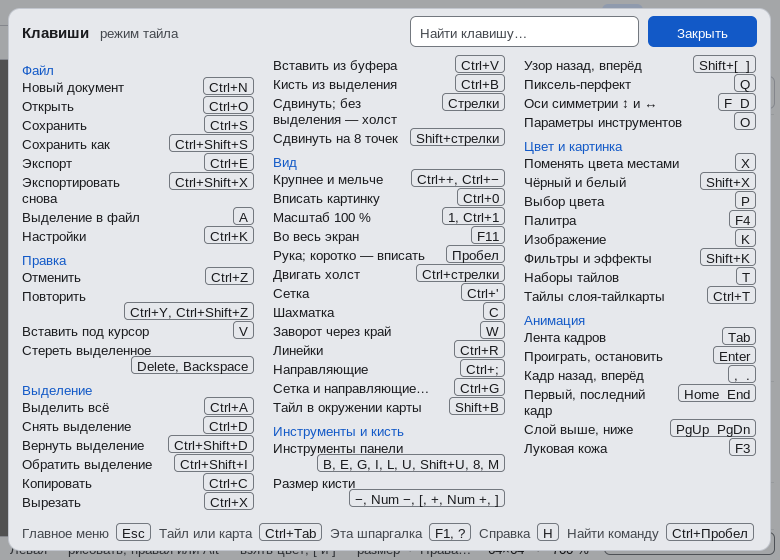 Клавиши режим тайла
Найти клавишу…
Закрыть
Файл
Новый документ Ctrl+N
Открыть Ctrl+O
Сохранить Ctrl+S
Сохранить как Ctrl+Shift+S
Экспорт Ctrl+E
Экспортировать Ctrl+Shift+X
снова
Выделение в файл A
Настройки Ctrl+K
Правка
Отменить Ctrl+Z
Повторить
Ctrl+Y, Ctrl+Shift+Z
Вставить под курсор V
Стереть выделенное
Delete, Backspace
Выделение
Выделить всё Ctrl+A
Снять выделение Ctrl+D
Вернуть выделение Ctrl+Shift+D
Обратить выделение Ctrl+Shift+I
Копировать Ctrl+C
Вырезать Ctrl+X
Вставить из буфера Ctrl+V
Кисть из выделения Ctrl+B
Сдвинуть; без Стрелки
выделения — холст
Сдвинуть на 8 точек Shift+стрелки
Вид
Крупнее и мельче Ctrl++, Ctrl+−
Вписать картинку Ctrl+0
Масштаб 100 % 1, Ctrl+1
Во весь экран F11
Рука; коротко — вписать Пробел
Двигать холст Ctrl+стрелки
Сетка Ctrl+'
Шахматка C
Заворот через край W
Линейки Ctrl+R
Направляющие Ctrl+;
Сетка и направляющие… Ctrl+G
Тайл в окружении карты Shift+B
Инструменты и кисть
Инструменты панели
B, E, G, I, L, U, Shift+U, 8, M
Размер кисти
−, Num −, [, +, Num +, ]
Узор назад, вперёд Shift+[ ]
Пиксель-перфект Q
Оси симметрии ↕ и ↔ F D
Параметры инструментов O
Цвет и картинка
Поменять цвета местами X
Чёрный и белый Shift+X
Выбор цвета P
Палитра F4
Изображение K
Фильтры и эффекты Shift+K
Наборы тайлов T
Тайлы слоя-тайлкарты Ctrl+T
Анимация
Лента кадров Tab
Проиграть, остановить Enter
Кадр назад, вперёд , .
Первый, последний Home End
кадр
Слой выше, ниже PgUp PgDn
Луковая кожа F3
Главное меню Esc Тайл или карта Ctrl+Tab Эта шпаргалка F1, ? Справка H Найти команду Ctrl+Пробел